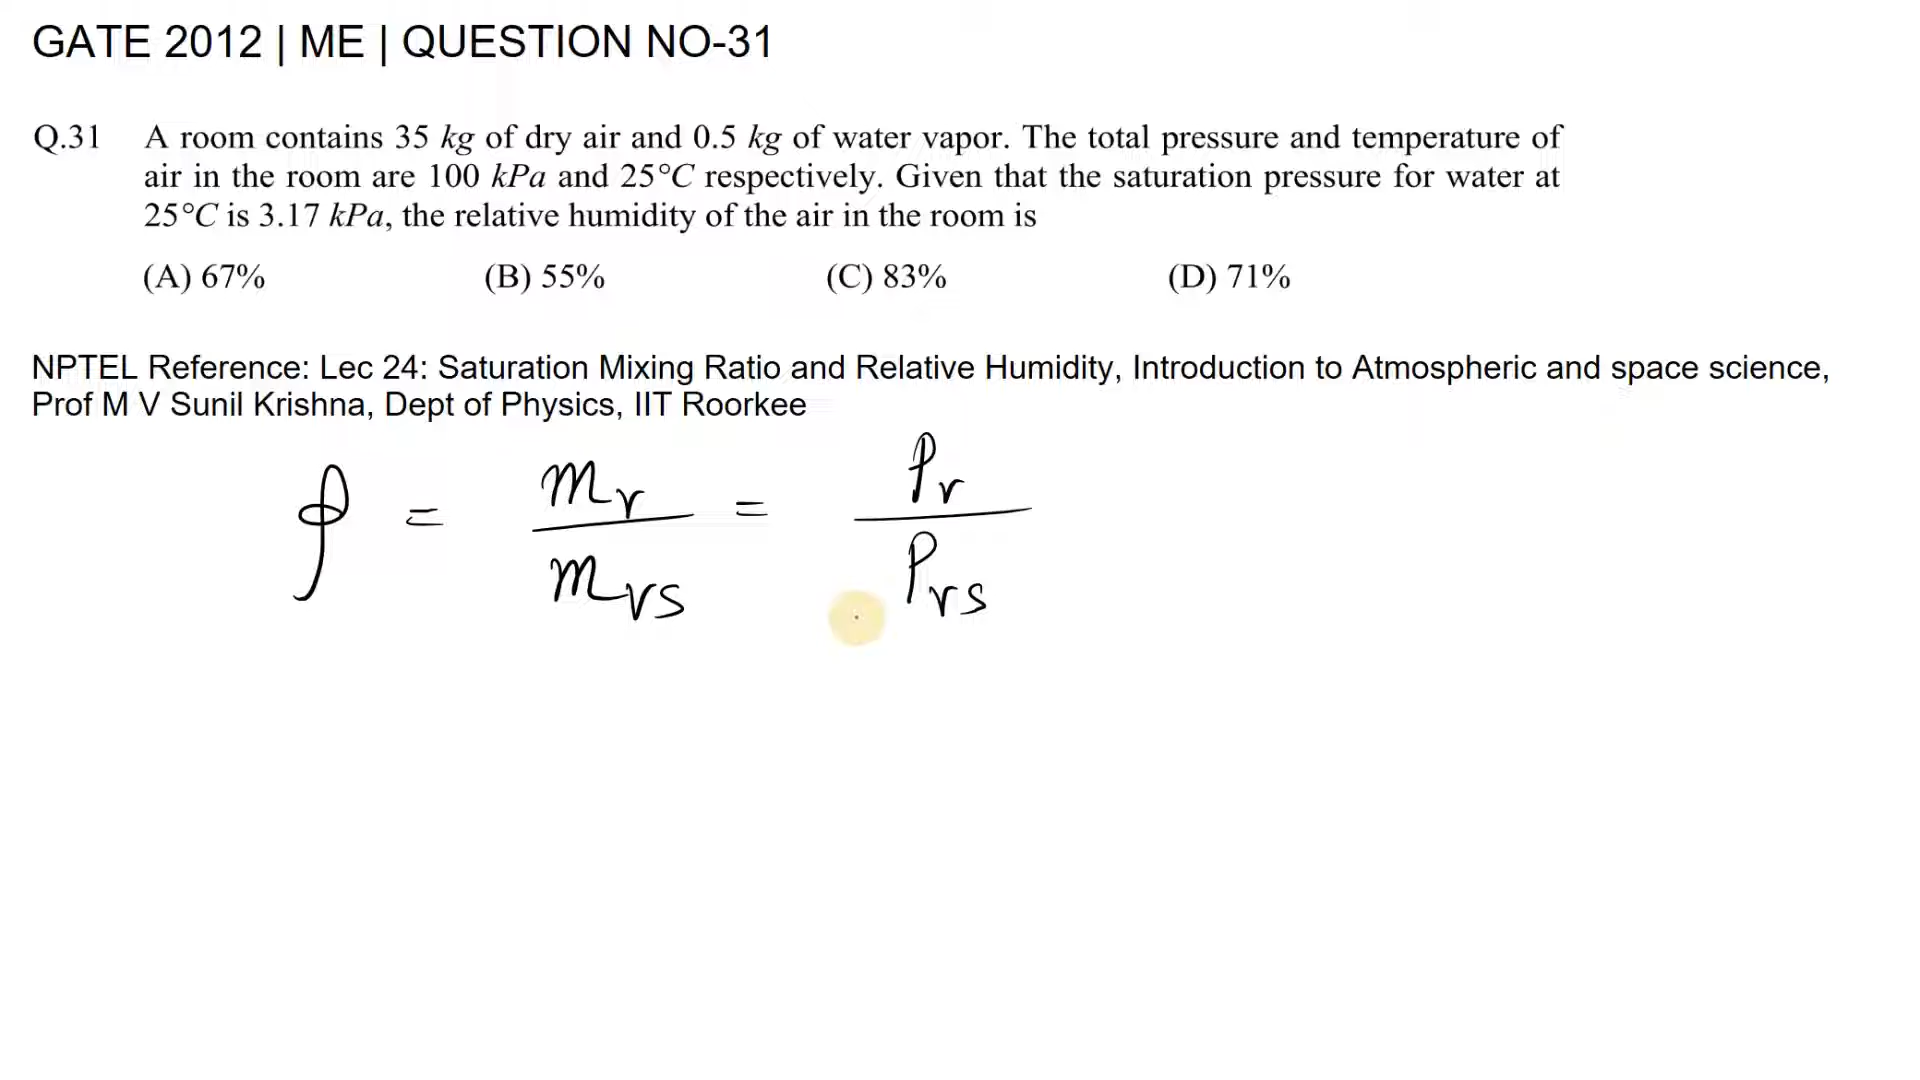 GATE 2012 | ME | QUESTION NO-31
Q.31 A room contains 35 kg of dry air and 0.5 kg of water vapor. The total pressure and temperature of
air in the room are 100 kPa and 25°C respectively. Given that the saturation pressure for water at
25°C is 3.17 kPa, the relative humidity of the air in the room is
(A) 67% (B) 55% (C) 83% (D) 71%
NPTEL Reference: Lec 24: Saturation Mixing Ratio and Relative Humidity, Introduction to Atmospheric and space science,
Prof M V Sunil Krishna, Dept of Physics, IIT Roorkee
ϕ = m_v / m_vs = P_v / P_vs